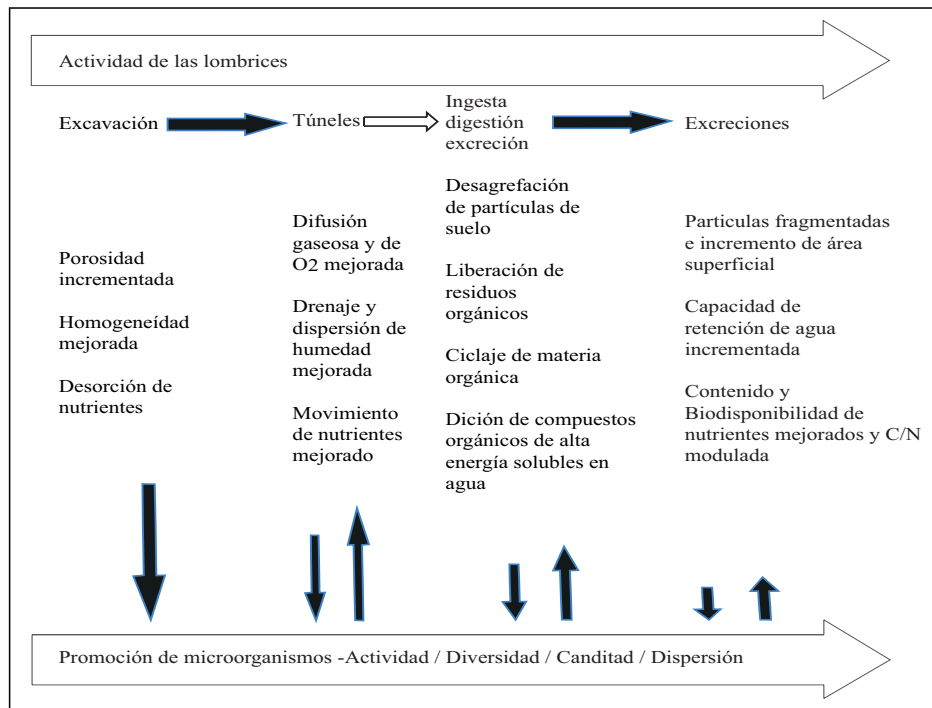 Actividad de las lombrices
Excavación
Túneles
Ingesta
digestión
excreción
Excreciones
Porosidad
incrementada
Homogeneídad
mejorada
Desorción de
nutrientes
Difusión
gaseosa y de
O2 mejorada
Drenaje y
dispersión de
humedad
mejorada
Movimiento
de nutrientes
mejorado
Desagrefación
de partículas de
suelo
Liberación de
residuos
orgánicos
Ciclaje de materia
orgánica
Dición de compuestos
orgánicos de alta
energía solubles en
agua
Particulas fragmentadas
e incremento de área
superficial
Capacidad de
retención de agua
incrementada
Contenido y
Biodisponibilidad de
nutrientes mejorados y C/N
modulada
Promoción de microorganismos -Actividad / Diversidad / Canditad / Dispersión